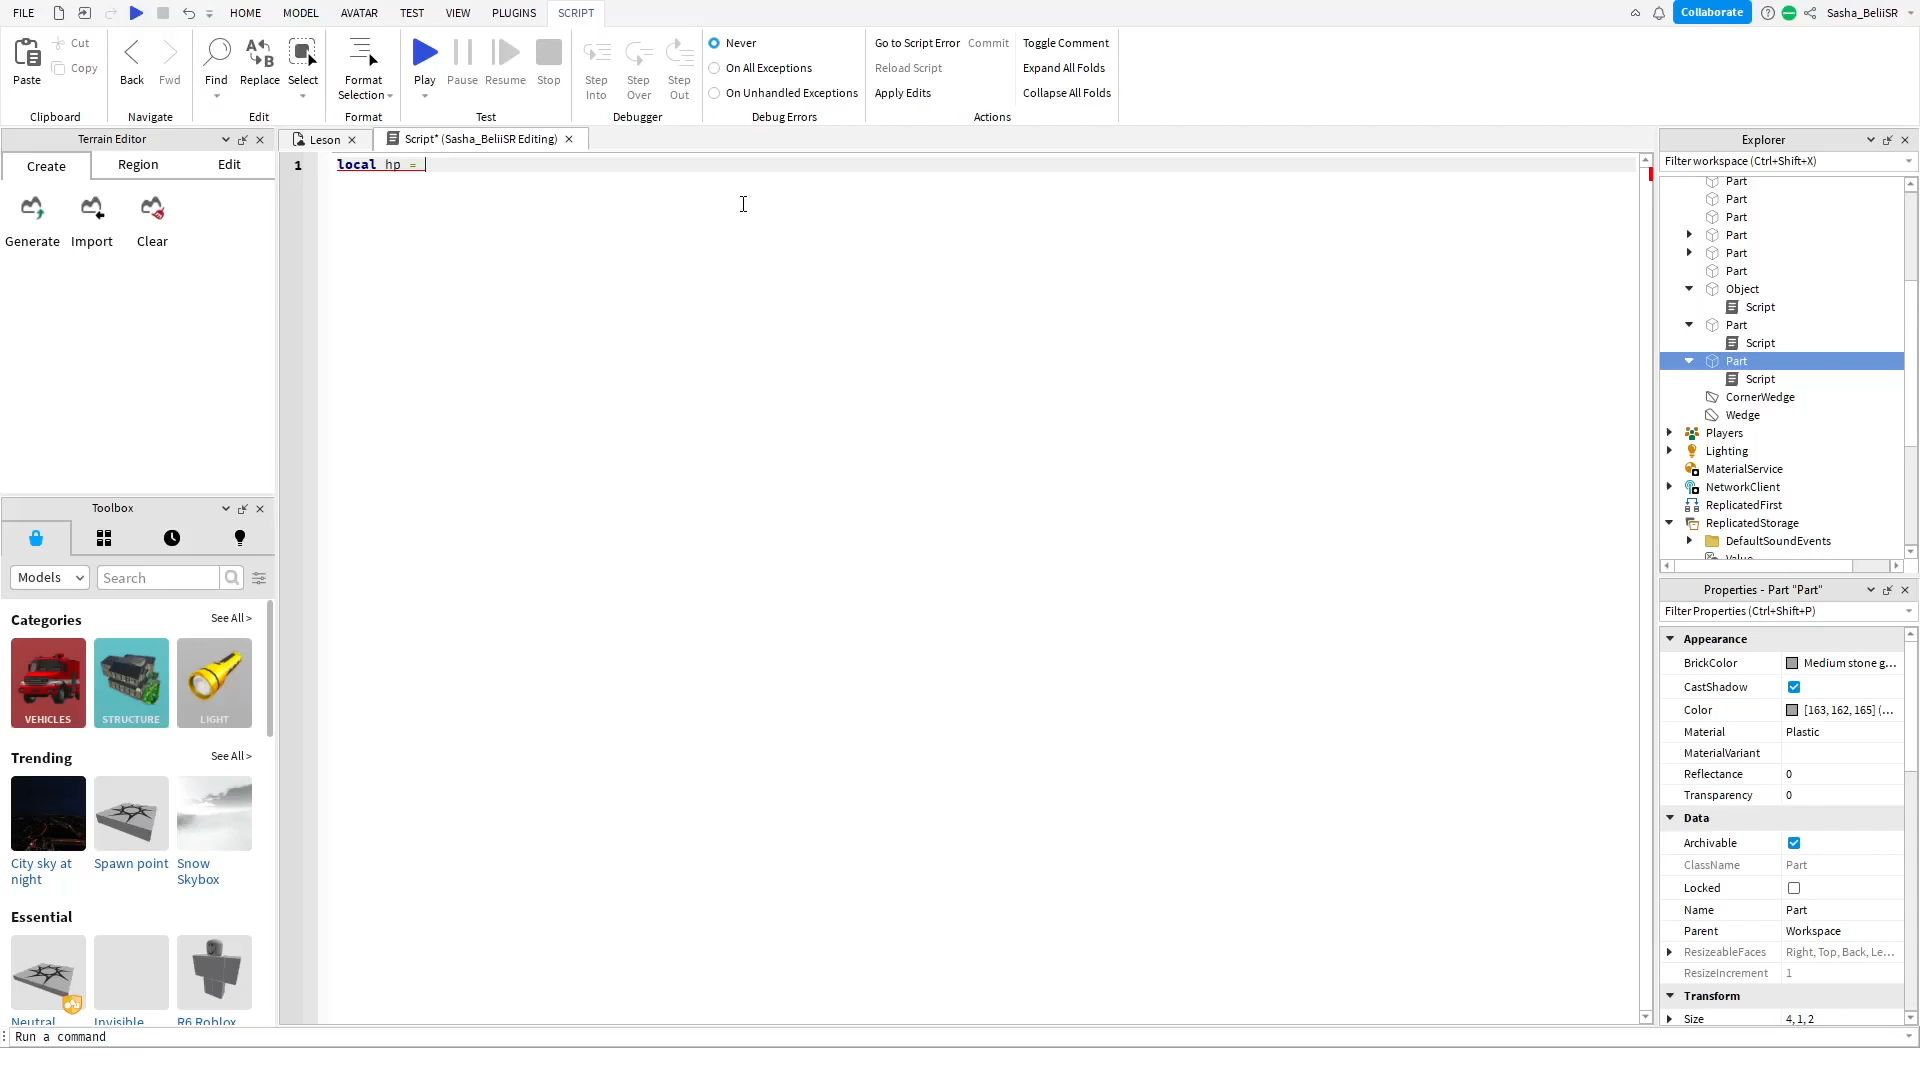 FILE HOME MODEL AVATAR TEST VIEW PLUGINS SCRIPT Collaborate Sasha_BeliiSR
Paste Cut Copy Back Fwd Find Replace Select Format Selection Play Pause Resume Stop Step Into Step Over Step Out
Never
On All Exceptions
On Unhandled Exceptions
Go to Script Error Commit Toggle Comment
Reload Script Expand All Folds
Apply Edits Collapse All Folds
Clipboard Navigate Edit Format Test Debugger Debug Errors Actions
Terrain Editor
Create Region Edit
Generate Import Clear
Toolbox
Models Search
Categories See All >
VEHICLES STRUCTURE LIGHT
Trending See All >
City sky at night
Spawn point
Snow Skybox
Essential
Neutral Invisible R6 Roblox
Leson Script* (Sasha_BeliiSR Editing)
1 local hp =
Explorer
Filter workspace (Ctrl+Shift+X)
Part
Part
Part
Part
Part
Part
Object
Script
Part
Script
Part
Script
CornerWedge
Wedge
Players
Lighting
MaterialService
NetworkClient
ReplicatedFirst
ReplicatedStorage
DefaultSoundEvents
Value
Properties - Part "Part"
Filter Properties (Ctrl+Shift+P)
Appearance
BrickColor Medium stone g...
CastShadow
Color [163, 162, 165] (...
Material Plastic
MaterialVariant
Reflectance 0
Transparency 0
Data
Archivable
ClassName Part
Locked
Name Part
Parent Workspace
ResizeableFaces Right, Top, Back, Le...
ResizeIncrement 1
Transform
Size 4, 1, 2
Run a command